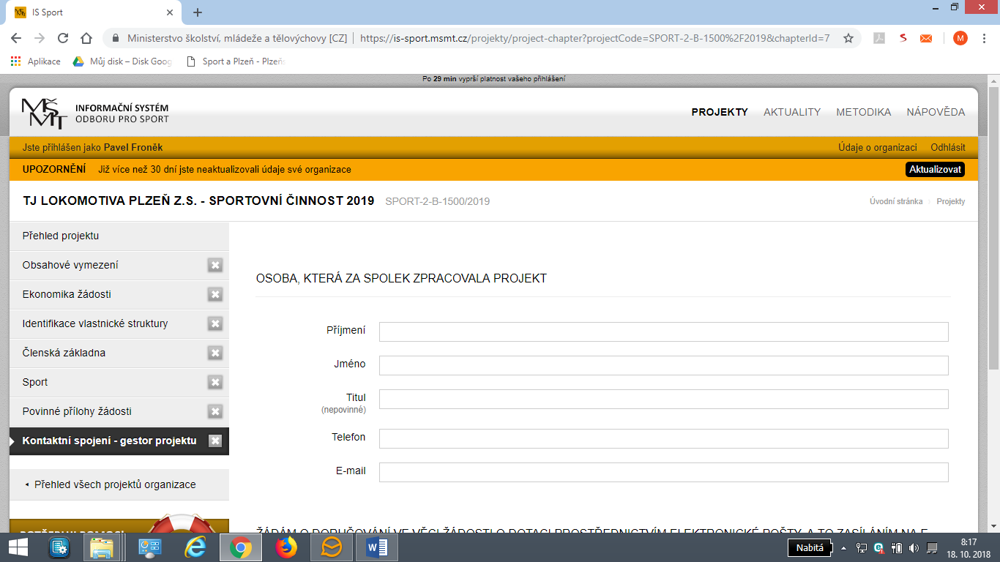 IS Sport
Ministerstvo školství, mládeže a tělovýchovy [CZ] | https://is-sport.msmt.cz/projekty/project-chapter?projectCode=SPORT-2-B-1500%2F2019&chapterId=7
M
Aplikace
Můj disk – Disk Goog
Sport a Plzeň - Plzeňs
Po 29 min vyprší platnost vašeho přihlášení
MŠMT
INFORMAČNÍ SYSTÉM
ODBORU PRO SPORT
PROJEKTY
AKTUALITY
METODIKA
NÁPOVĚDA
Jste přihlášen jako Pavel Froněk
Údaje o organizaci
Odhlásit
UPOZORNĚNÍ
Již více než 30 dní jste neaktualizovali údaje své organizace
Aktualizovat
TJ LOKOMOTIVA PLZEŇ Z.S. - SPORTOVNÍ ČINNOST 2019
SPORT-2-B-1500/2019
Úvodní stránka
Projekty
Přehled projektu
Obsahové vymezení
Ekonomika žádosti
Identifikace vlastnické struktury
Členská základna
Sport
Povinné přílohy žádosti
Kontaktní spojení - gestor projektu
Přehled všech projektů organizace
POTŘEBUJI POMOCI
OSOBA, KTERÁ ZA SPOLEK ZPRACOVALA PROJEKT
Příjmení
Jméno
Titul
(nepovinné)
Telefon
E-mail
ŽÁDÁM O DORUČOVÁNÍ VE VĚCI ŽÁDOSTI O DOTACI PROSTŘEDNICTVÍM ELEKTRONICKÉ POŠTY, A TO ZASÍLÁNÍM NA E-
Nabitá
8:17
18. 10. 2018